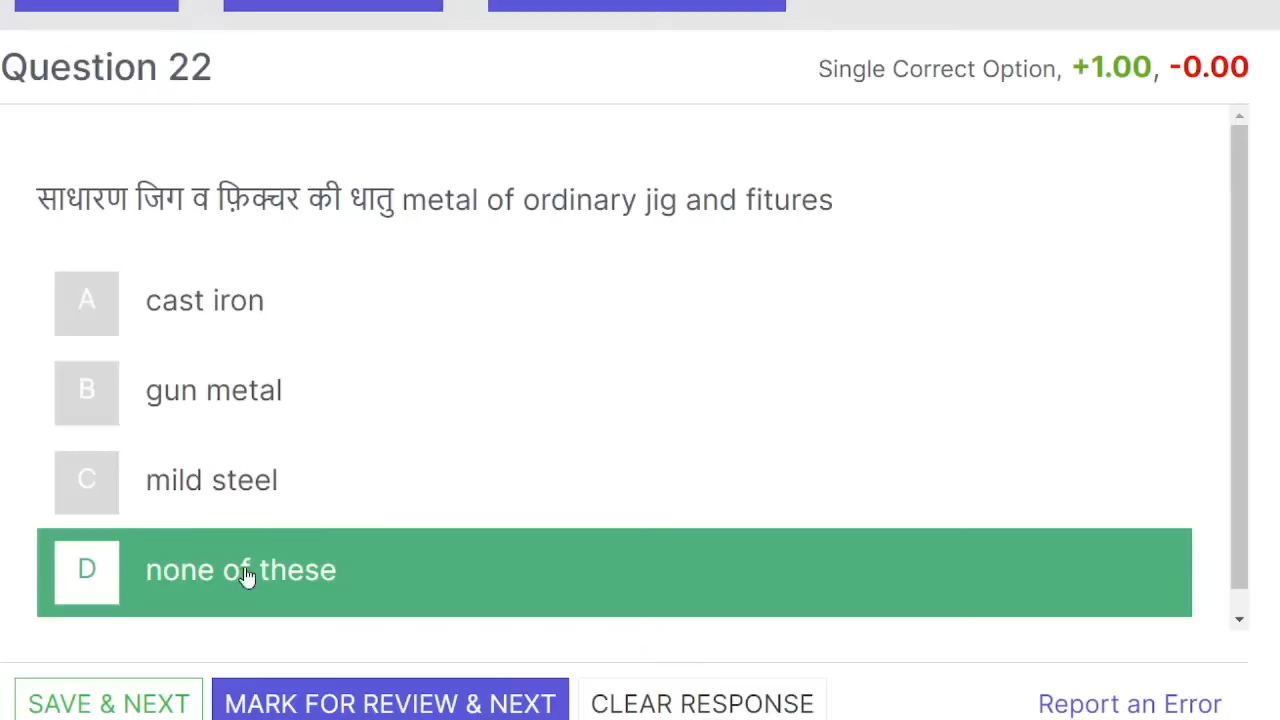 Question 22
Single Correct Option, +1.00, -0.00
साधारण जिग व फ़िक्चर की धातु metal of ordinary jig and fitures
A cast iron
B gun metal
C mild steel
D none of these
SAVE & NEXT MARK FOR REVIEW & NEXT CLEAR RESPONSE Report an Error